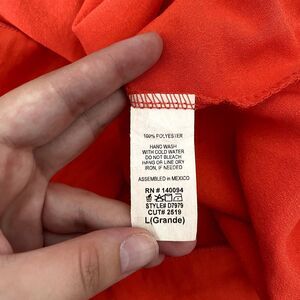 100% POLYESTER
HAND WASH
WITH COLD WATER
DO NOT BLEACH
HANG OR LINE DRY
IRON, IF NEEDED
ASSEMBLED in MEXICO
RN # 140094
STYLE# D7979
CUT# 2519
L(Grande)